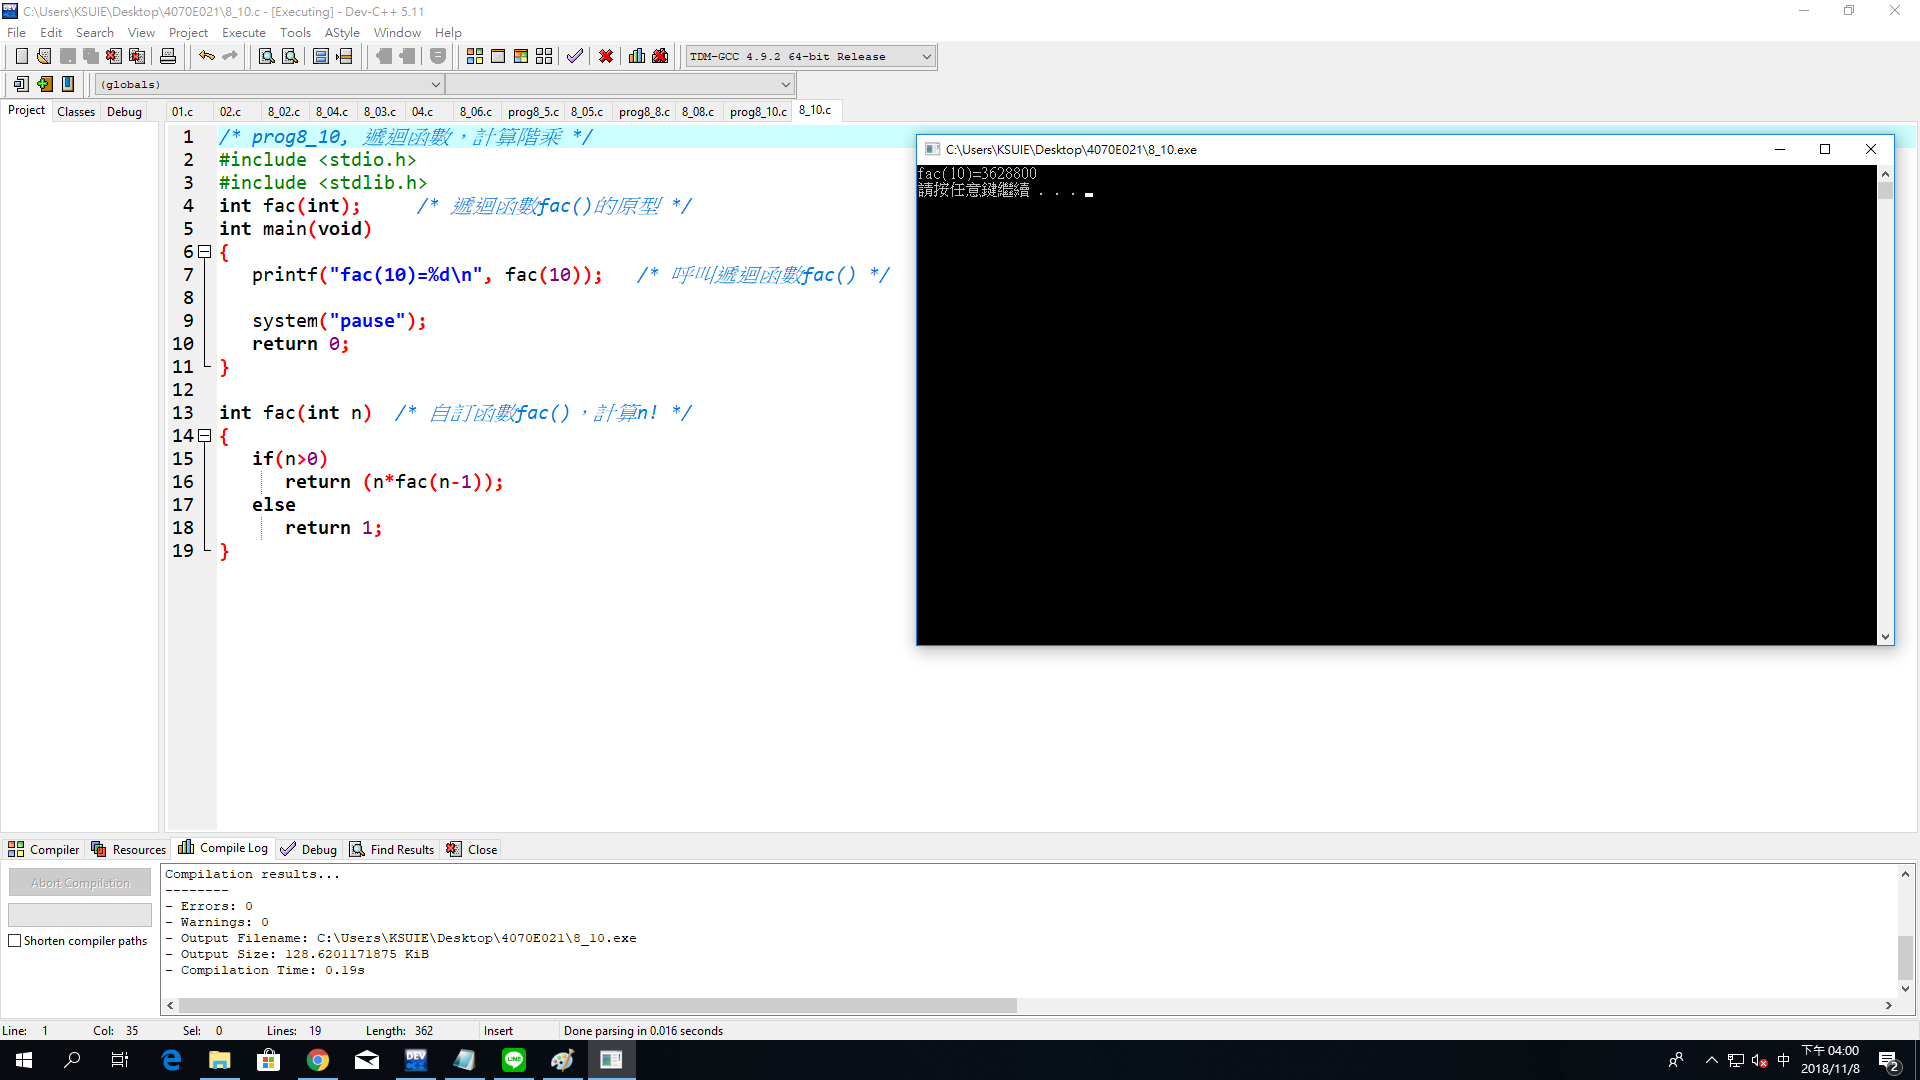 C:\Users\KSUIE\Desktop\4070E021\8_10.c - [Executing] - Dev-C++ 5.11
File Edit Search View Project Execute Tools AStyle Window Help
TDM-GCC 4.9.2 64-bit Release
(globals)
Project Classes Debug
01.c 02.c 8_02.c 8_04.c 8_03.c 04.c 8_06.c prog8_5.c 8_05.c prog8_8.c 8_08.c prog8_10.c 8_10.c
1 /* prog8_10, 遞迴函數，計算階乘 */
2 #include <stdio.h>
3 #include <stdlib.h>
4 int fac(int); /* 遞迴函數fac()的原型 */
5 int main(void)
6 {
7 printf("fac(10)=%d\n", fac(10)); /* 呼叫遞迴函數fac() */
8
9 system("pause");
10 return 0;
11 }
12
13 int fac(int n) /* 自訂函數fac()，計算n! */
14 {
15 if(n>0)
16 return (n*fac(n-1));
17 else
18 return 1;
19 }
C:\Users\KSUIE\Desktop\4070E021\8_10.exe
fac(10)=3628800
請按任意鍵繼續 . . .
Compiler Resources Compile Log Debug Find Results Close
Abort Compilation
Shorten compiler paths
Compilation results...
--------
- Errors: 0
- Warnings: 0
- Output Filename: C:\Users\KSUIE\Desktop\4070E021\8_10.exe
- Output Size: 128.6201171875 KiB
- Compilation Time: 0.19s
Line: 1 Col: 35 Sel: 0 Lines: 19 Length: 362 Insert Done parsing in 0.016 seconds
DEV
LINE
中
下午 04:00
2018/11/8
2